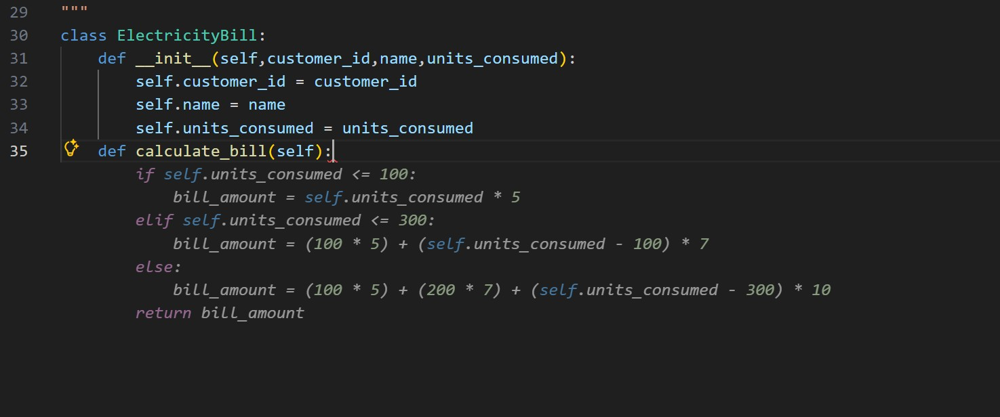 29 """
30 class ElectricityBill:
31     def __init__(self,customer_id,name,units_consumed):
32         self.customer_id = customer_id
33         self.name = name
34         self.units_consumed = units_consumed
35     def calculate_bill(self):
        if self.units_consumed <= 100:
            bill_amount = self.units_consumed * 5
        elif self.units_consumed <= 300:
            bill_amount = (100 * 5) + (self.units_consumed - 100) * 7
        else:
            bill_amount = (100 * 5) + (200 * 7) + (self.units_consumed - 300) * 10
        return bill_amount